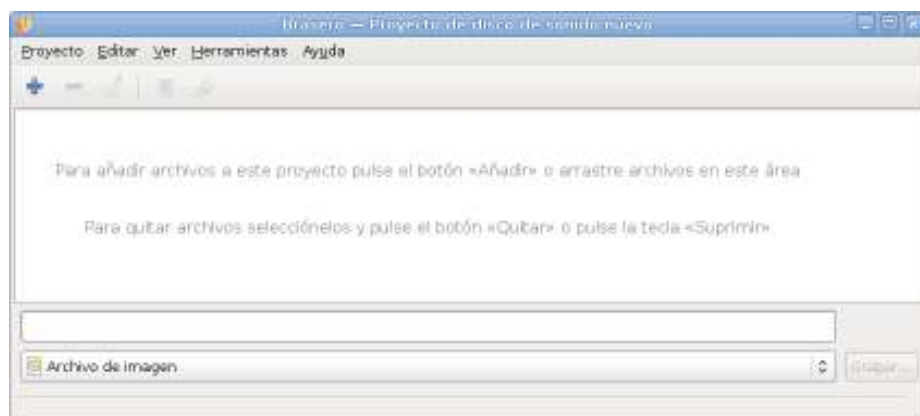 Brasero — Proyecto de disco de sonido nuevo
Proyecto Editar Ver Herramientas Ayuda
Para añadir archivos a este proyecto pulse el botón «Añadir» o arrastre archivos en este área
Para quitar archivos selecciónelos y pulse el botón «Quitar» o pulse la tecla «Suprimir»
Archivo de imagen
Grabar...